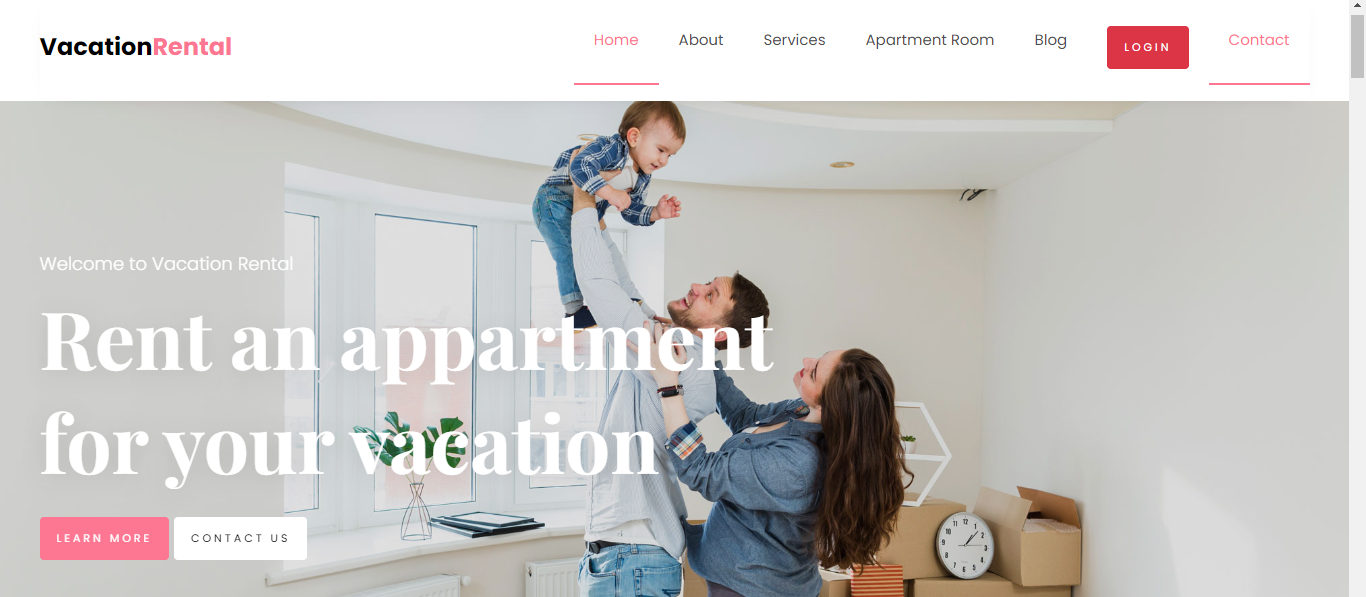 VacationRental
Home About Services Apartment Room Blog LOGIN Contact
Welcome to Vacation Rental
Rent an appartment
for your vacation
LEARN MORE CONTACT US